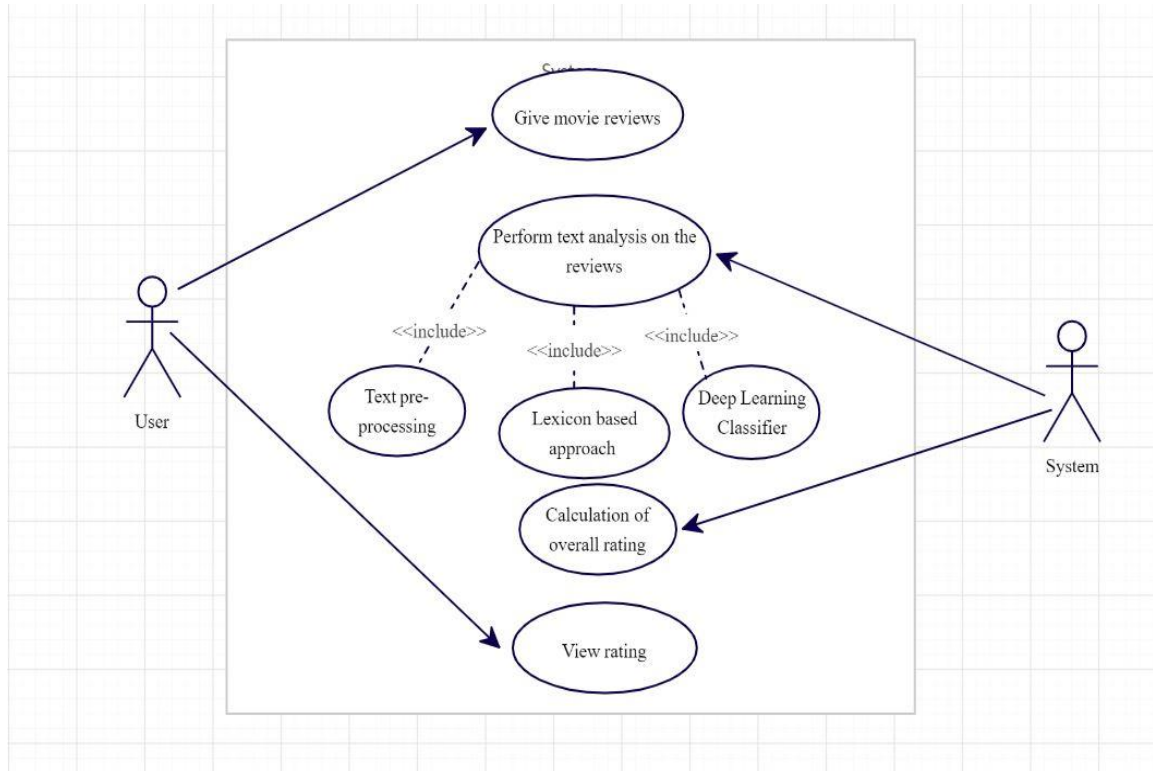 Give movie reviews
Perform text analysis on the
reviews
<<include>>
<<include>>
<<include>>
Text pre-
processing
Lexicon based
approach
Deep Learning
Classifier
User
System
Calculation of
overall rating
View rating